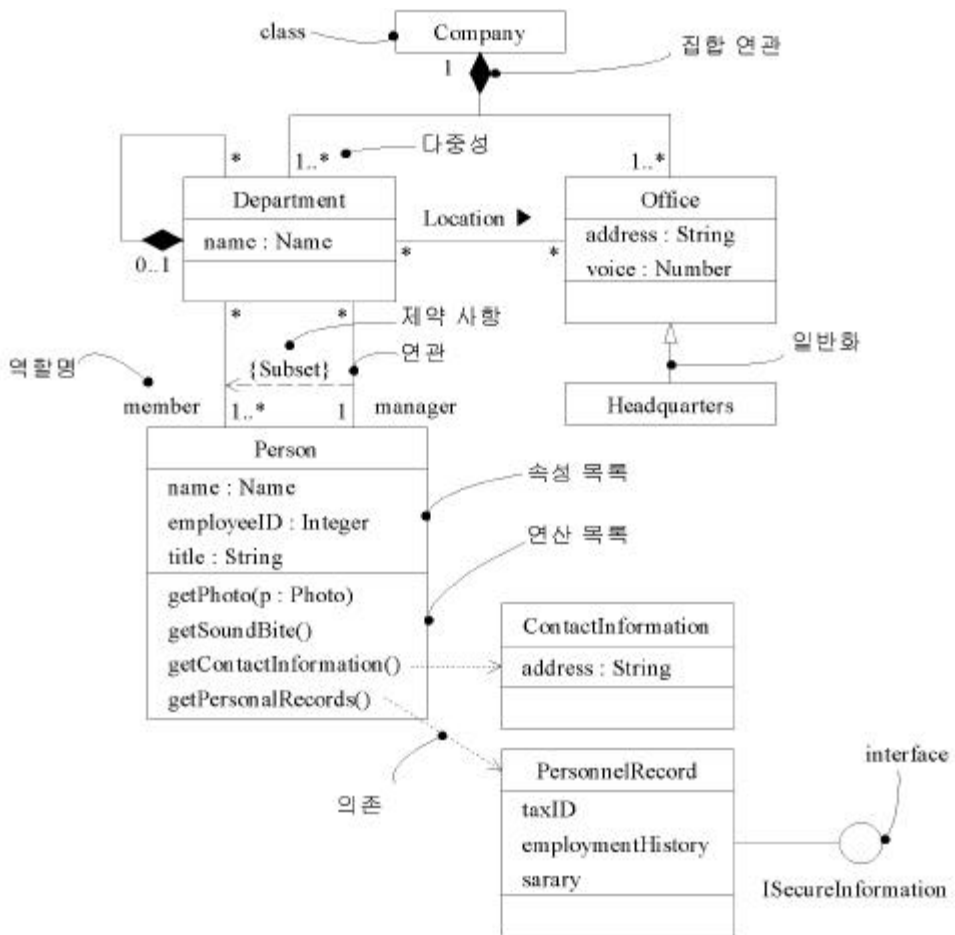 class
Company
집합 연관
1
*
1..*
다중성
1..*
Department
Office
name : Name
Location ▶
address : String
voice : Number
0..1
*
*
*
*
제약 사항
일반화
역할명
{Subset}
연관
member
1..*
1
manager
Headquarters
Person
name : Name
employeeID : Integer
title : String
속성 목록
연산 목록
getPhoto(p : Photo)
getSoundBite()
getContactInformation()
getPersonalRecords()
ContactInformation
address : String
의존
PersonnelRecord
taxID
employmentHistory
sarary
interface
ISecureInformation